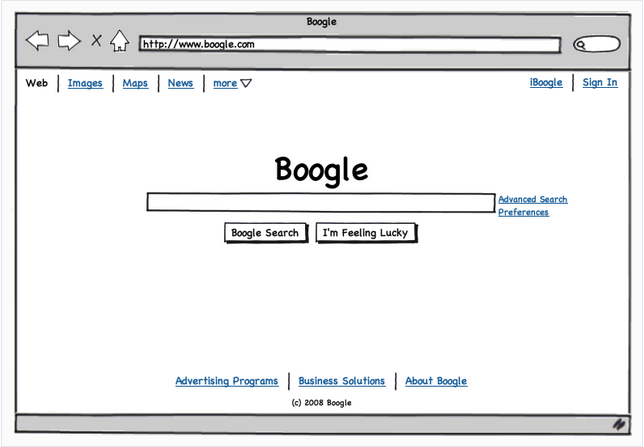 Boogle
http://www.boogle.com
Web Images Maps News more iBoogle Sign In
Boogle
Advanced Search
Preferences
Boogle Search I'm Feeling Lucky
Advertising Programs Business Solutions About Boogle
(c) 2008 Boogle